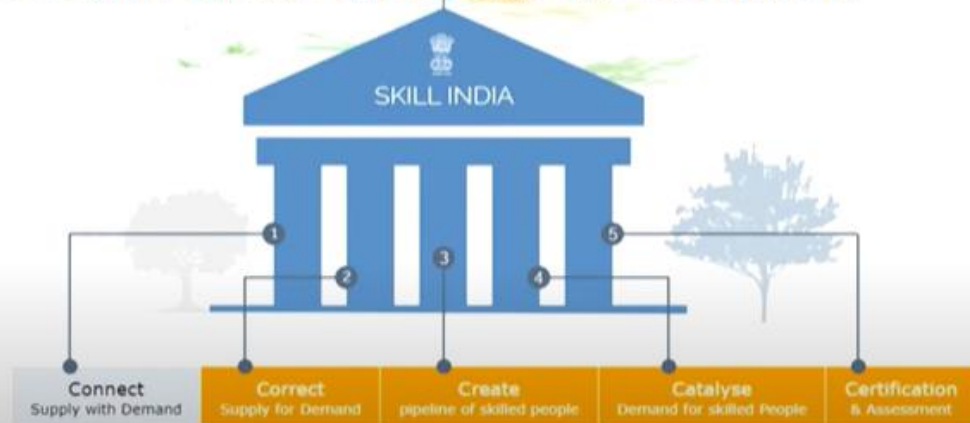 SKILL INDIA
1
2
3
4
5
Connect
Supply with Demand
Correct
Supply for Demand
Create
pipeline of skilled people
Catalyse
Demand for skilled People
Certification
& Assessment